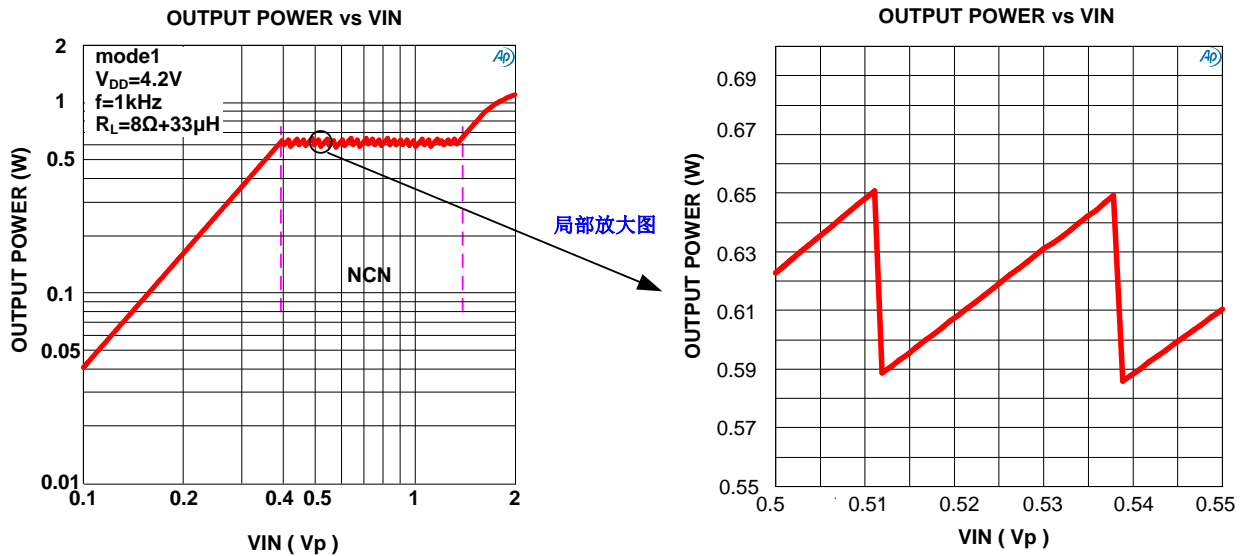 OUTPUT POWER vs VIN
2
1
0.5
0.1
0.05
0.01
OUTPUT POWER (W)
mode1
VDD=4.2V
f=1kHz
RL=8Ω+33µH
Ap
NCN
0.1 0.2 0.4 0.5 1 2
VIN ( Vp )
局部放大图
OUTPUT POWER vs VIN
Ap
0.69
0.67
0.65
0.63
0.61
0.59
0.57
0.55
OUTPUT POWER (W)
0.5 0.51 0.52 0.53 0.54 0.55
VIN ( Vp )